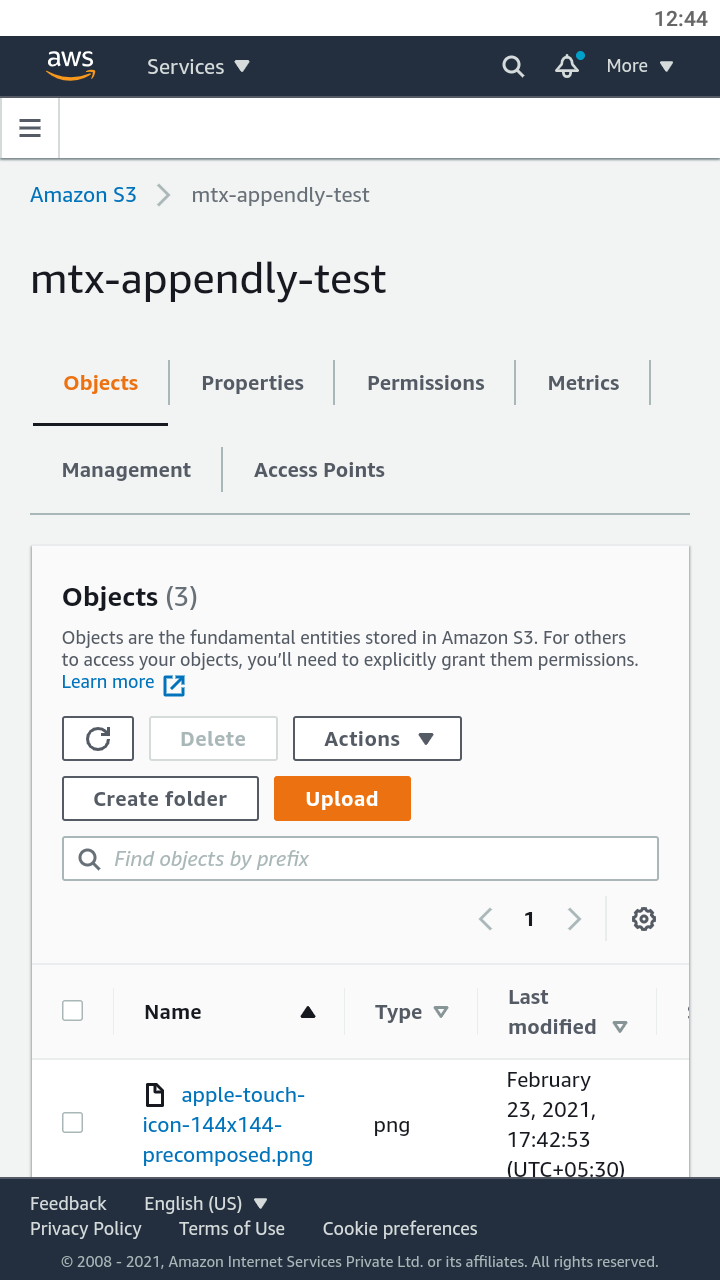 12:44
aws Services More
Amazon S3 mtx-appendly-test
mtx-appendly-test
Objects Properties Permissions Metrics
Management Access Points
Objects (3)
Objects are the fundamental entities stored in Amazon S3. For others
to access your objects, you’ll need to explicitly grant them permissions.
Learn more
Delete Actions
Create folder Upload
Find objects by prefix
1
Name Type Last
modified
apple-touch-
icon-144x144-
precomposed.png
png
February
23, 2021,
17:42:53
(UTC+05:30)
Feedback English (US)
Privacy Policy Terms of Use Cookie preferences
© 2008 - 2021, Amazon Internet Services Private Ltd. or its affiliates. All rights reserved.